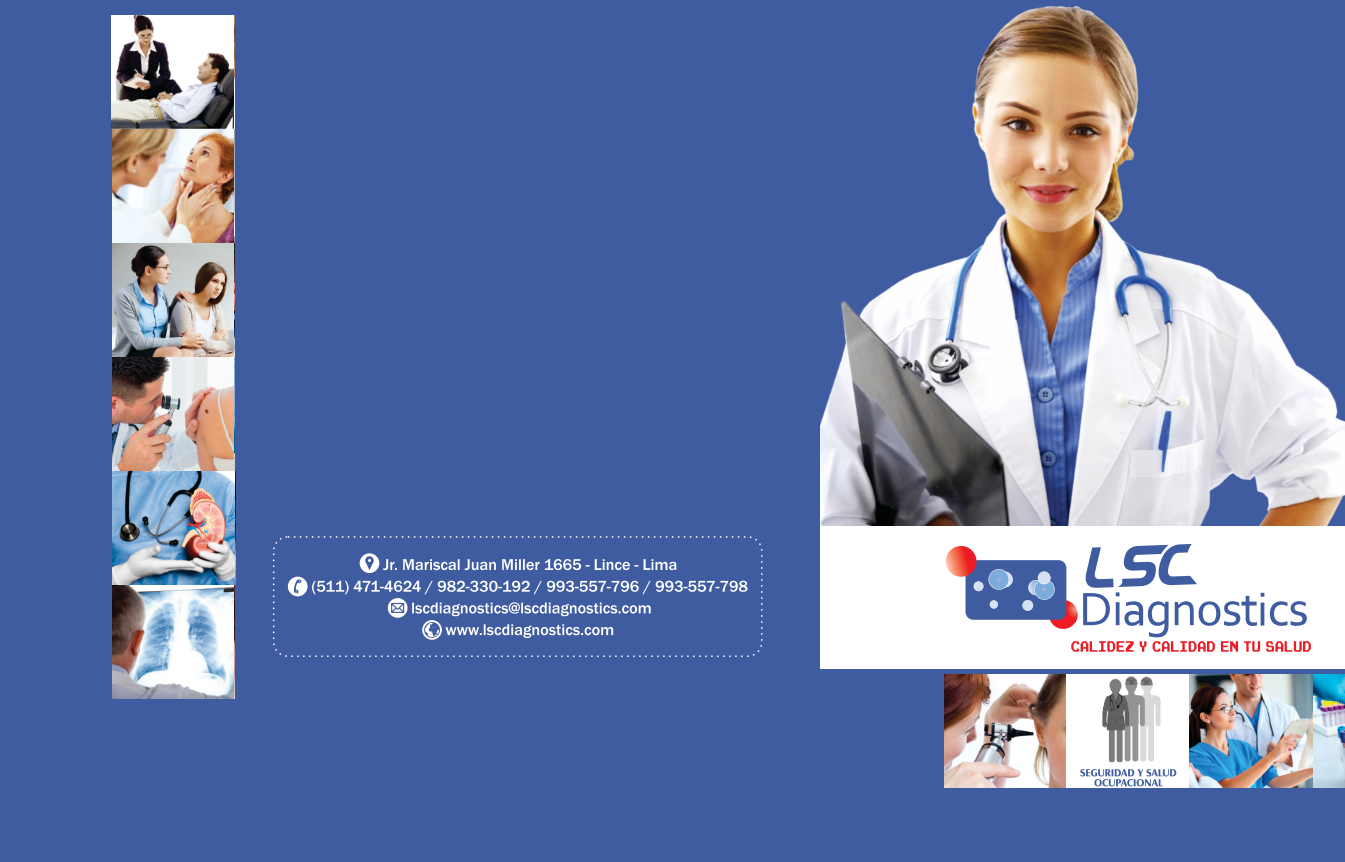 Jr. Mariscal Juan Miller 1665 - Lince - Lima
(511) 471-4624 / 982-330-192 / 993-557-796 / 993-557-798
lscdiagnostics@lscdiagnostics.com
www.lscdiagnostics.com
LSC
Diagnostics
CALIDEZ Y CALIDAD EN TU SALUD
SEGURIDAD Y SALUD
OCUPACIONAL